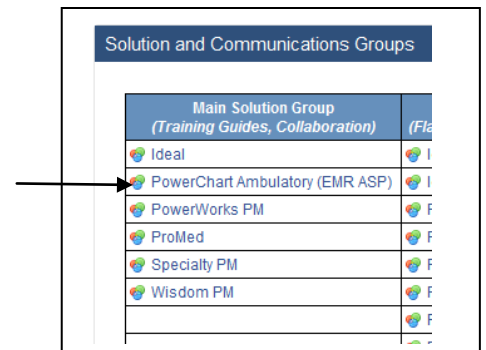 Solution and Communications Groups
Main Solution Group
(Training Guides, Collaboration)
Ideal
PowerChart Ambulatory (EMR ASP)
PowerWorks PM
ProMed
Specialty PM
Wisdom PM